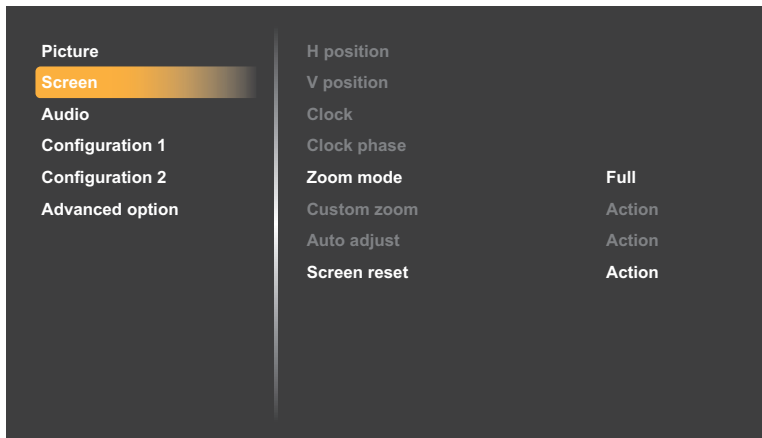 Picture
Screen
Audio
Configuration 1
Configuration 2
Advanced option
H position
V position
Clock
Clock phase
Zoom mode Full
Custom zoom Action
Auto adjust Action
Screen reset Action